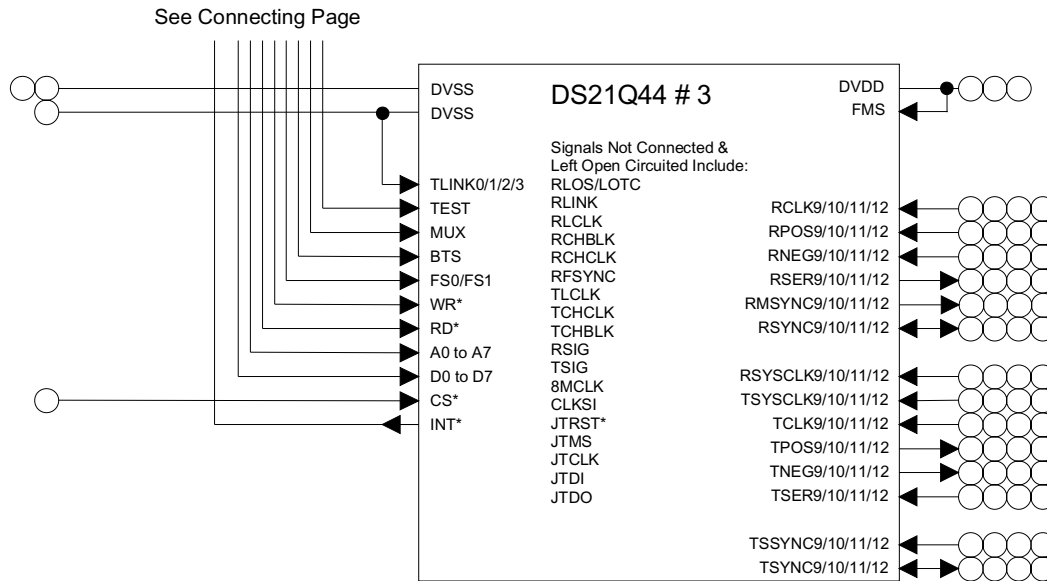 See Connecting Page
DVSS
DVSS
TLINK0/1/2/3
TEST
MUX
BTS
FS0/FS1
WR*
RD*
A0 to A7
D0 to D7
CS*
INT*
DS21Q44 # 3
Signals Not Connected &
Left Open Circuited Include:
RLOS/LOTC
RLINK
RLCLK
RCHBLK
RCHCLK
RFSYNC
TLCLK
TCHCLK
TCHBLK
RSIG
TSIG
8MCLK
CLKSI
JTRST*
JTMS
JTCLK
JTDI
JTDO
DVDD
FMS
RCLK9/10/11/12
RPOS9/10/11/12
RNEG9/10/11/12
RSER9/10/11/12
RMSYNC9/10/11/12
RSYNC9/10/11/12
RSYSCLK9/10/11/12
TSYSCLK9/10/11/12
TCLK9/10/11/12
TPOS9/10/11/12
TNEG9/10/11/12
TSER9/10/11/12
TSSYNC9/10/11/12
TSYNC9/10/11/12